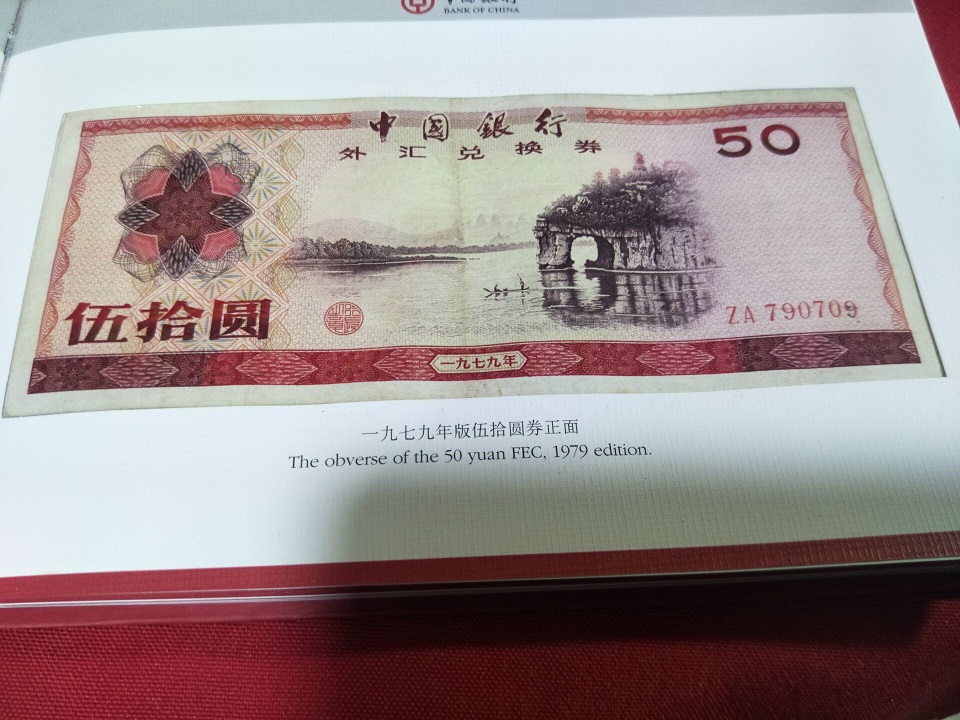 BANK OF CHINA
中国银行
外汇兑换券
50
伍拾圆
ZA 790709
一九七九年
一九七九年版伍拾圆券正面
The obverse of the 50 yuan FEC, 1979 edition.